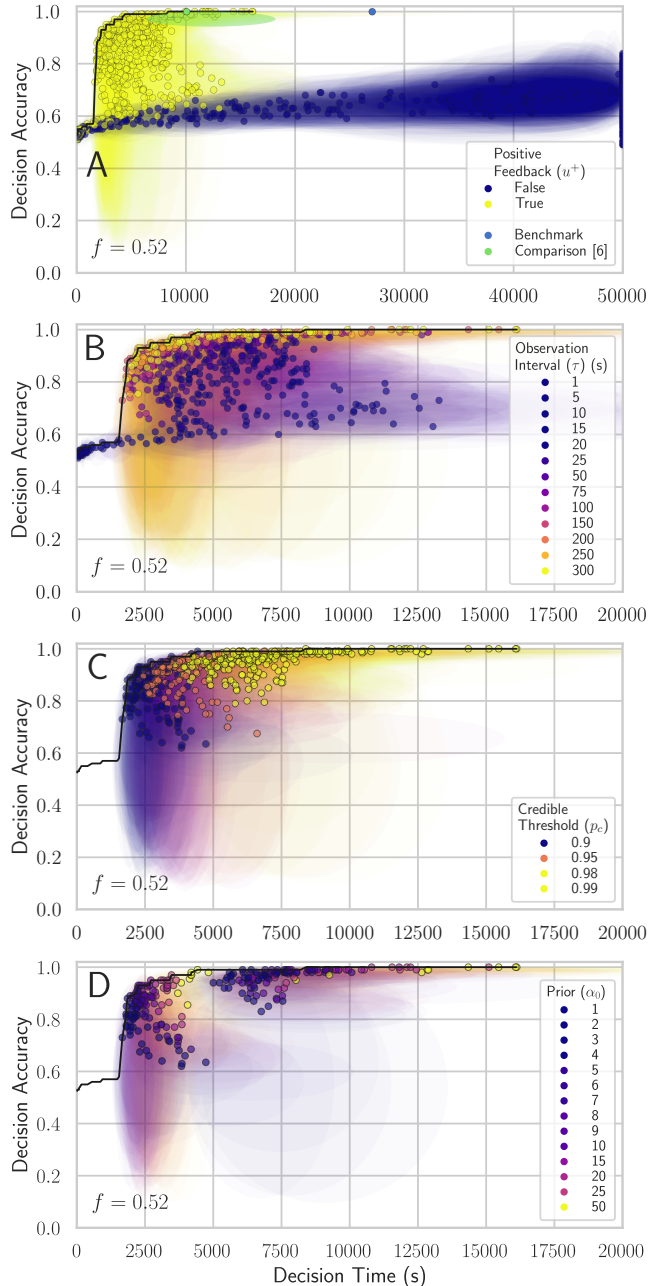 1.0
0.8
0.6
0.4
0.2
0.0
Decision Accuracy
A
f = 0.52
Positive
Feedback (u⁺)
False
True
Benchmark
Comparison [6]
0 10000 20000 30000 40000 50000
1.0
0.8
0.6
0.4
0.2
0.0
Decision Accuracy
B
f = 0.52
Observation
Interval (τ) (s)
1
5
10
15
20
25
50
75
100
150
200
250
300
0 2500 5000 7500 10000 12500 15000 17500 20000
1.0
0.8
0.6
0.4
0.2
0.0
Decision Accuracy
C
f = 0.52
Credible
Threshold (p_c)
0.9
0.95
0.98
0.99
0 2500 5000 7500 10000 12500 15000 17500 20000
1.0
0.8
0.6
0.4
0.2
0.0
Decision Accuracy
D
f = 0.52
Prior (α₀)
1
2
3
4
5
6
7
8
9
10
15
20
25
50
0 2500 5000 7500 10000 12500 15000 17500 20000
Decision Time (s)